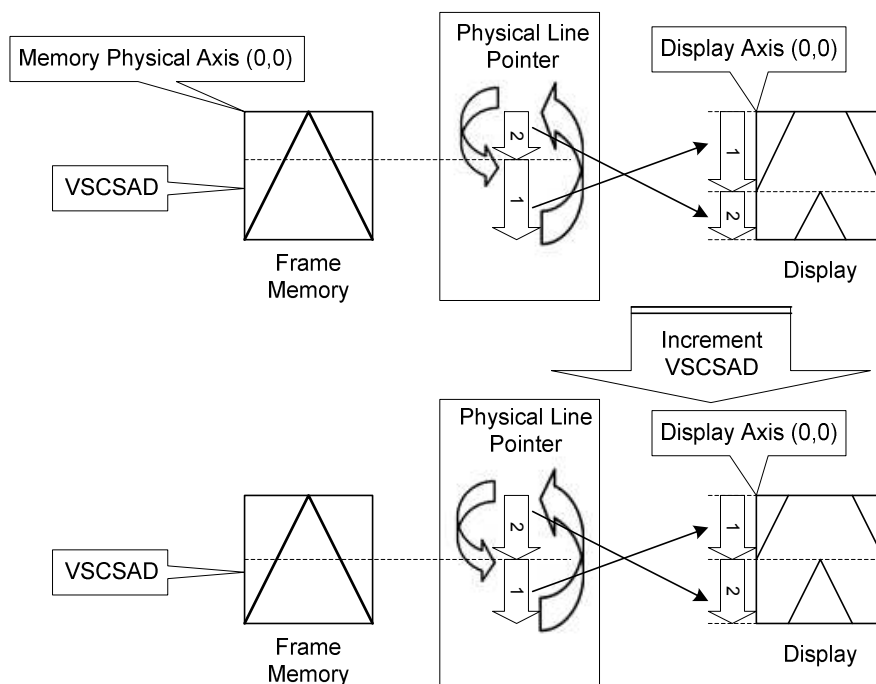 Physical Line
Pointer
Memory Physical Axis (0,0)
Display Axis (0,0)
2
1
1
2
VSCSAD
Frame
Memory
Display
Increment
VSCSAD
Physical Line
Pointer
Display Axis (0,0)
2
1
1
2
VSCSAD
Frame
Memory
Display